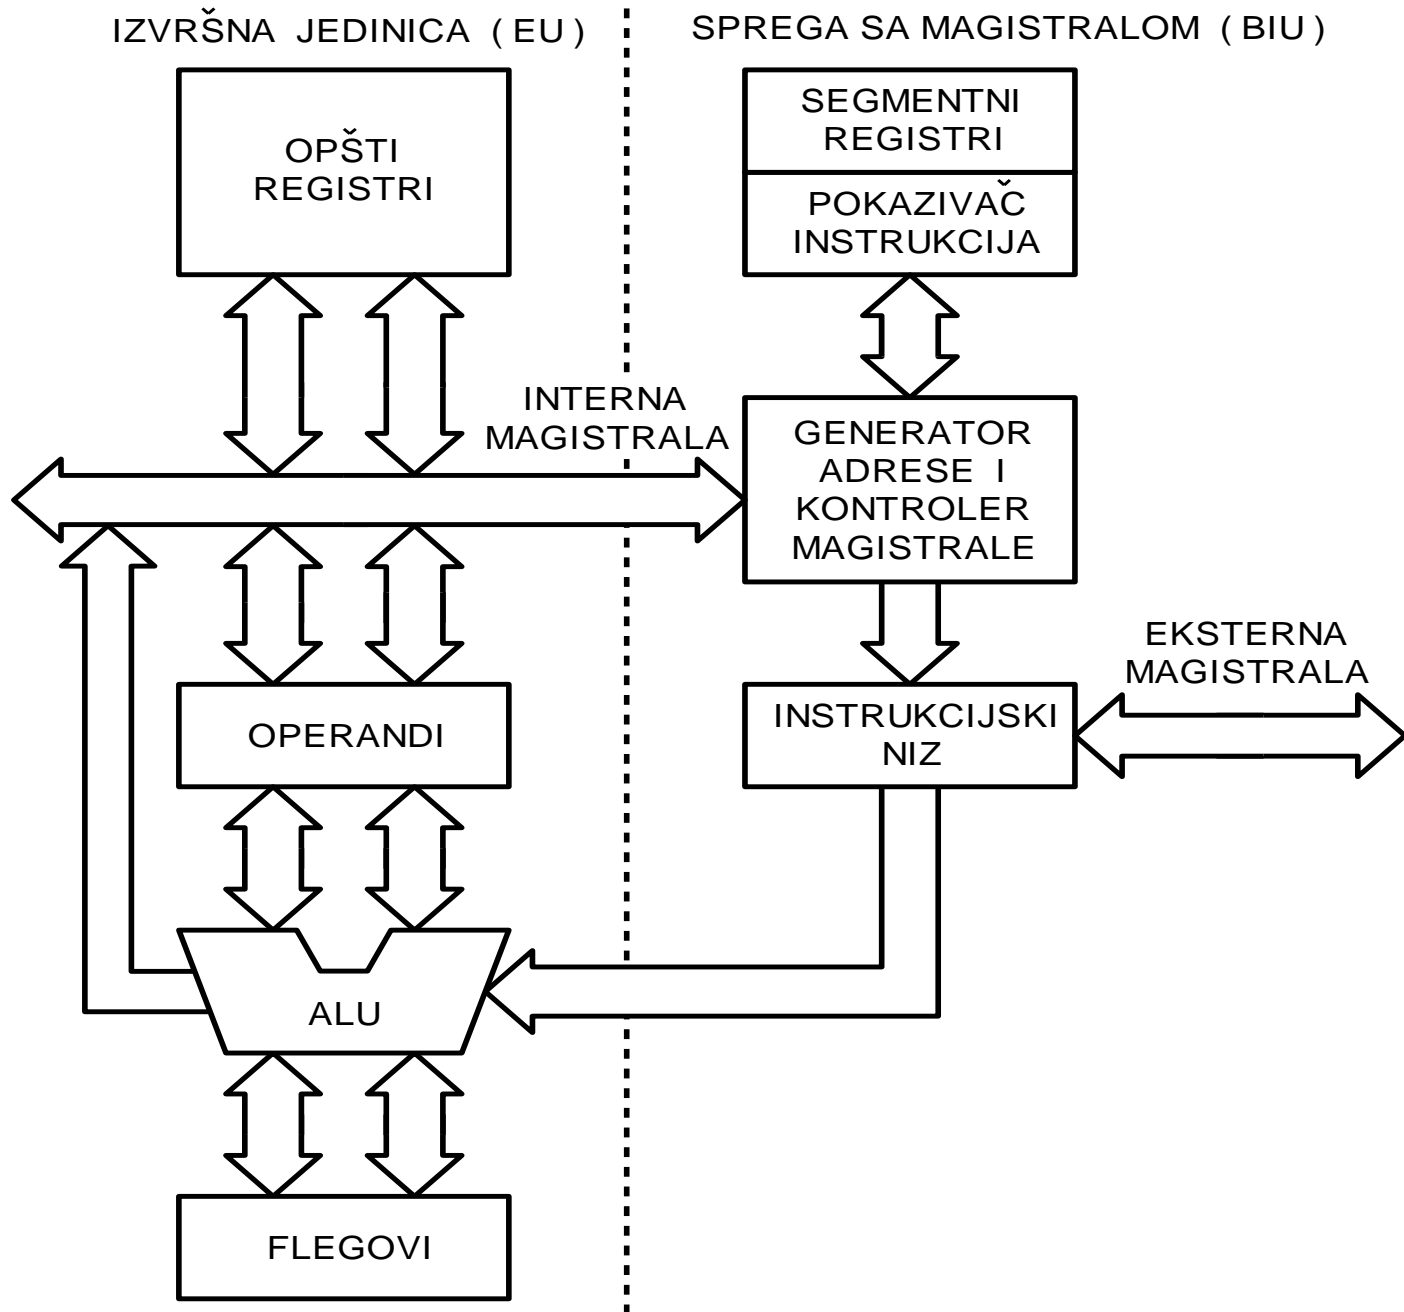 IZVRŠNA JEDINICA ( EU )
SPREGA SA MAGISTRALOM ( BIU )
OPŠTI
REGISTRI
SEGMENTNI
REGISTRI
POKAZIVAČ
INSTRUKCIJA
INTERNA
MAGISTRALA
GENERATOR
ADRESE I
KONTROLER
MAGISTRALE
EKSTERNA
MAGISTRALA
OPERANDI
INSTRUKCIJSKI
NIZ
ALU
FLEGOVI